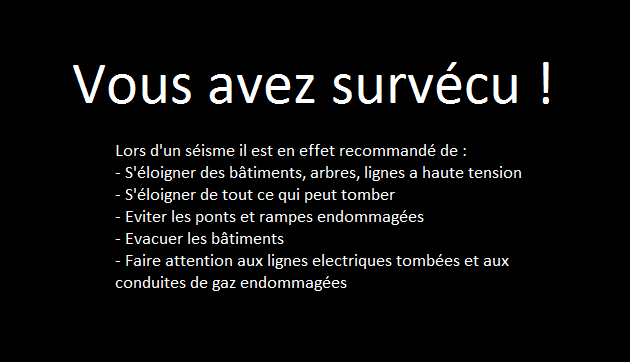 Vous avez survécu !
Lors d'un séisme il est en effet recommandé de :
- S'éloigner des bâtiments, arbres, lignes a haute tension
- S'éloigner de tout ce qui peut tomber
- Eviter les ponts et rampes endommagées
- Evacuer les bâtiments
- Faire attention aux lignes electriques tombées et aux
conduites de gaz endommagées